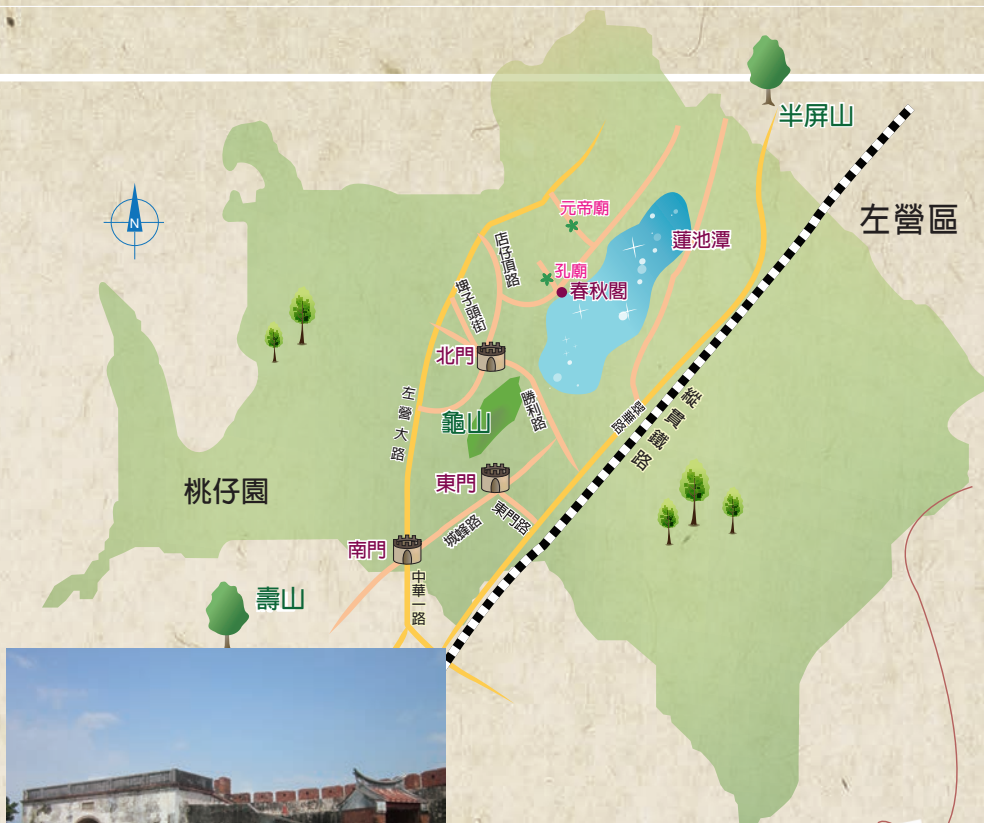 半屏山
左營區
N
元帝廟
蓮池潭
店仔頂路
孔廟
春秋閣
埤子頭街
北門
左營大路
龜山
勝利路
翠華路
縱貫鐵路
桃仔園
東門
東門路
城峰路
南門
中華一路
壽山